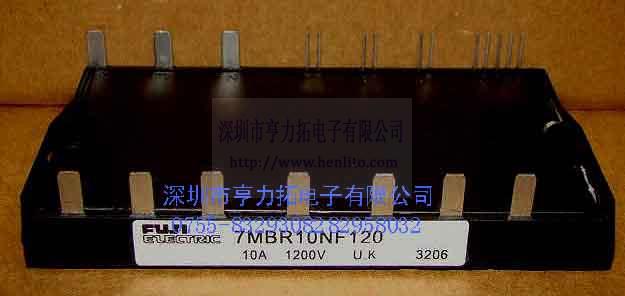 深圳市亨力拓电子有限公司
http://www.henlito.com
深圳市亨力拓电子有限公司
0755-83293082 82958032
FUJI
ELECTRIC
7MBR10NF120
10A 1200V U.K 3206